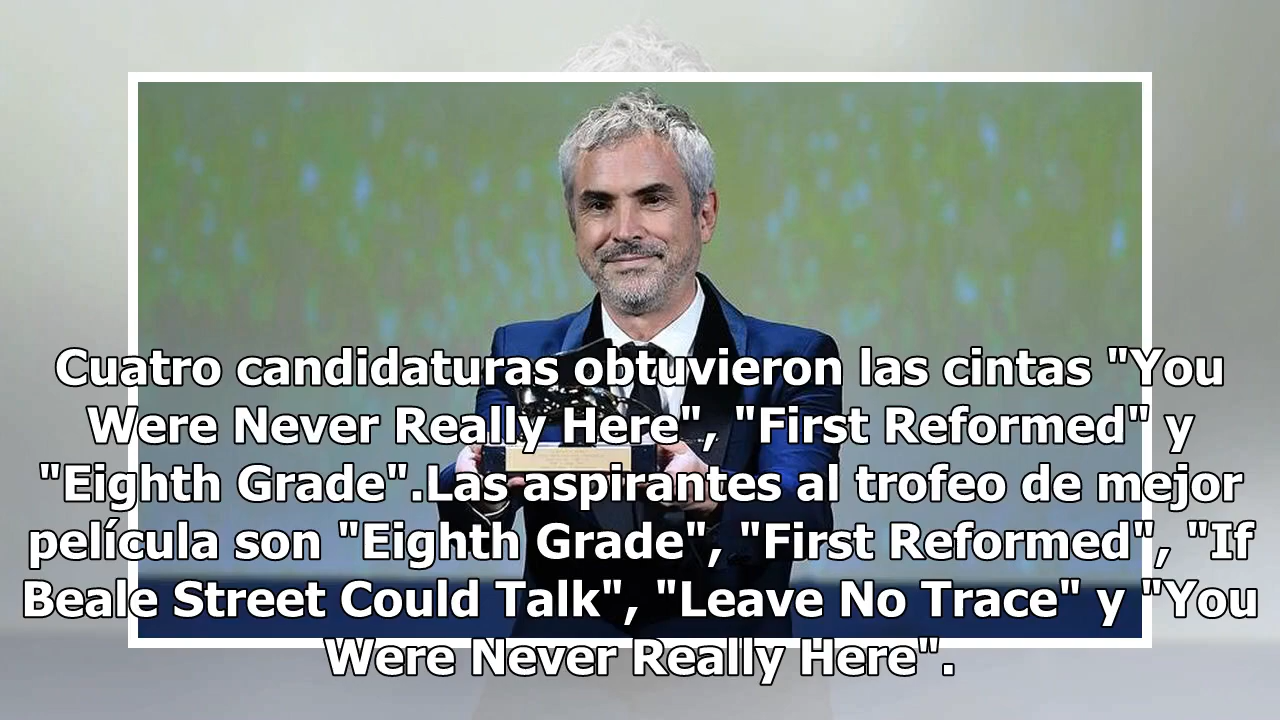 Cuatro candidaturas obtuvieron las cintas "You
Were Never Really Here", "First Reformed" y
"Eighth Grade".Las aspirantes al trofeo de mejor
película son "Eighth Grade", "First Reformed", "If
Beale Street Could Talk", "Leave No Trace" y "You
Were Never Really Here".